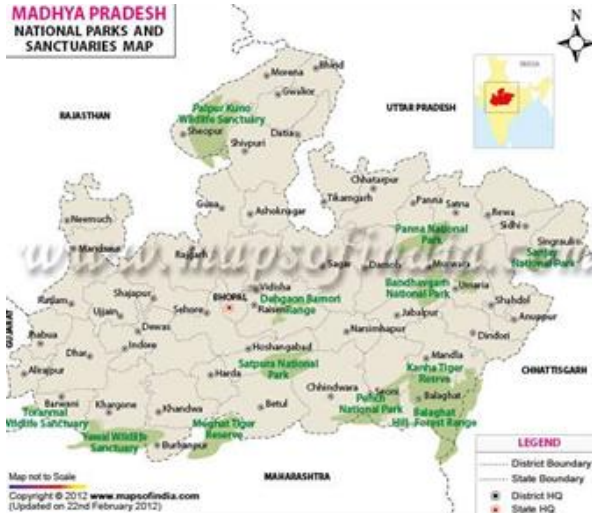 MADHYA PRADESH
NATIONAL PARKS AND
SANCTUARIES MAP
N
INDIA
RAJASTHAN
UTTAR PRADESH
Morena
Bhind
Gwalior
Palpur Kuno
Wildlife Sanctuary
Sheopur
Datia
Shivpuri
Chhatarpur
Tikamgarh
Panna
Satna
Rewa
Sidhi
Singrauli
Guna
Ashoknagar
Neemuch
Panna National
Park
Sanjay
National Park
Mandsaur
www.mapsofindia.com
Rajgarh
Sagar
Damoh
Murwara
Bandhavgarh
National Park
Umaria
Vidisha
BHOPAL
Debgaon Bamori
Range
Raisen
Shahdol
Anuppur
Ratlam
Shajapur
Ujjain
Sehore
Jabalpur
GUJARAT
Dewas
Narsimhapur
Dindori
Jhabua
Indore
Dhar
Hoshangabad
Mandla
CHHATTISGARH
Alirajpur
Satpura National
Park
Harda
Kanha Tiger
Reserve
Chhindwara
Seoni
Balaghat
Barwani
Khargone
Khandwa
Betul
Pench
National Park
Balaghat
Hill Forest Range
Toranmal
Wildlife Sanctuary
Yawal Wildlife
Sanctuary
Meghat Tiger
Reserve
Burhanpur
MAHARASHTRA
LEGEND
District Boundary
State Boundary
District HQ
State HQ
Map not to Scale
Copyright © 2012 www.mapsofindia.com
(Updated on 22nd February 2012)